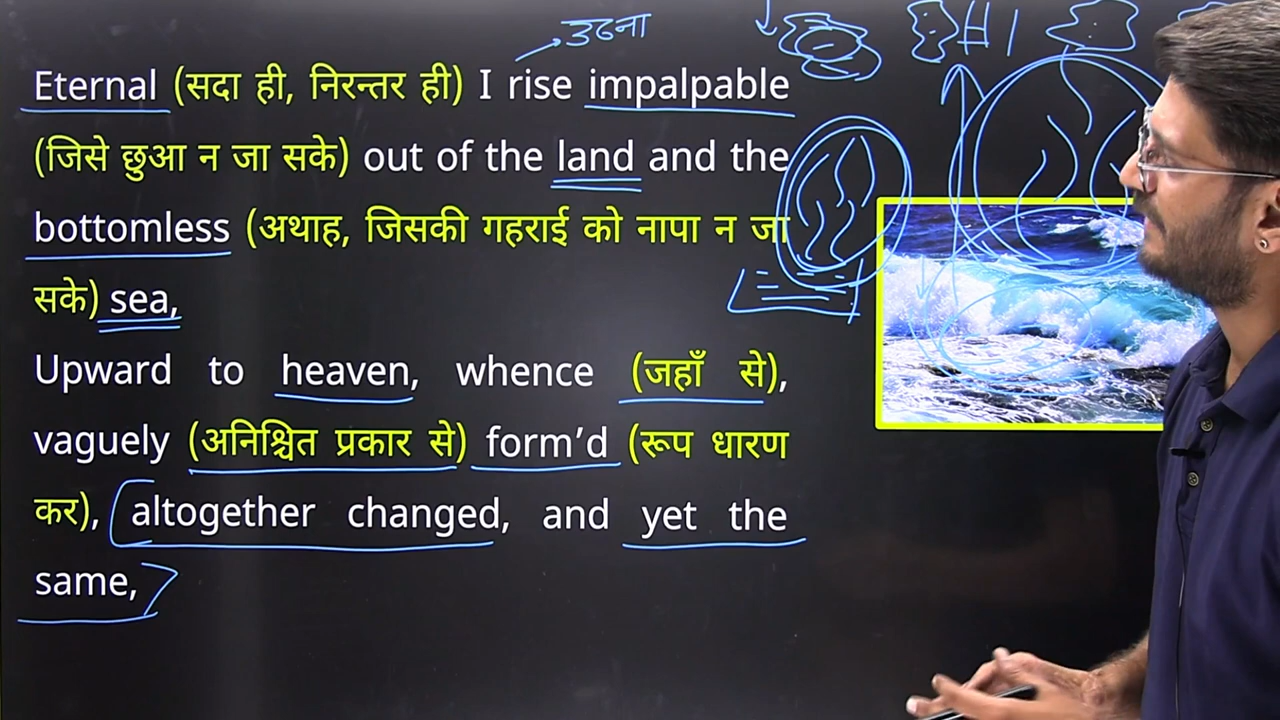 उठना
Eternal (सदा ही, निरन्तर ही) I rise impalpable
(जिसे छुआ न जा सके) out of the land and the
bottomless (अथाह, जिसकी गहराई को नापा न जा
सके) sea,
Upward to heaven, whence (जहाँ से),
vaguely (अनिश्चित प्रकार से) form’d (रूप धारण
कर), altogether changed, and yet the
same,